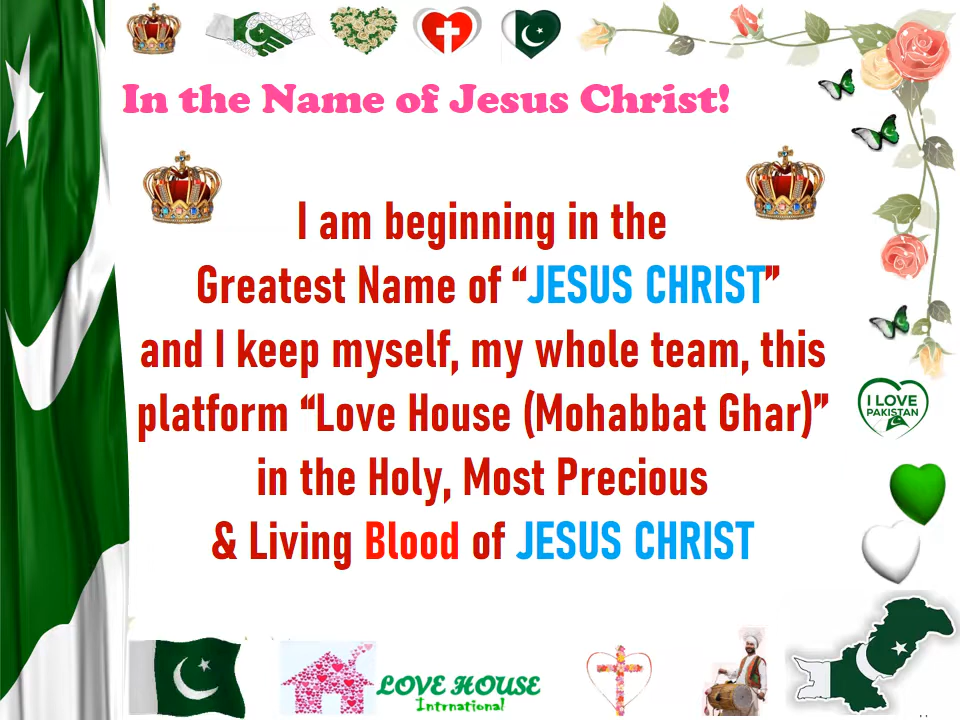 In the Name of Jesus Christ!
I am beginning in the
Greatest Name of “JESUS CHRIST”
and I keep myself, my whole team, this
platform “Love House (Mohabbat Ghar)”
in the Holy, Most Precious
& Living Blood of JESUS CHRIST
I LOVE
PAKISTAN
LOVE HOUSE
Intrnational